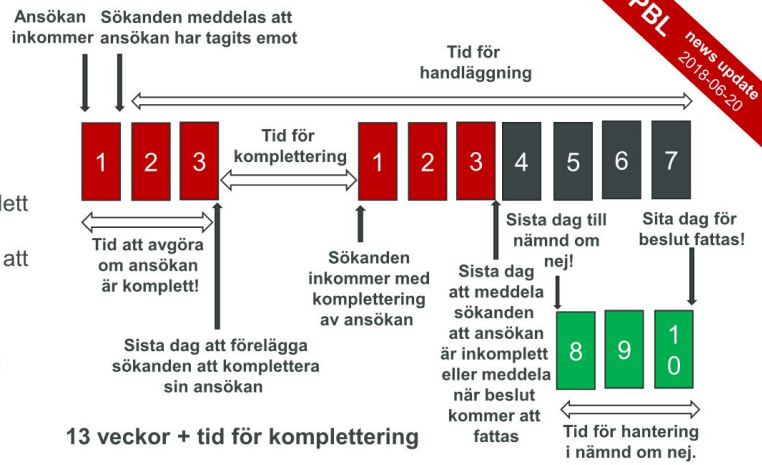 Ansökan
inkommer
Sökanden meddelas att
ansökan har tagits emot
PBL
news update
2018-06-20
Tid för
handläggning
1 2 3
Tid för
komplettering
1 2 3 4 5 6 7
lett
att
Tid att avgöra
om ansökan
är komplett!
Sista dag att förelägga
sökanden att komplettera
sin ansökan
Sökanden
inkommer med
komplettering
av ansökan
Sista dag
att meddela
sökanden
att ansökan
är inkomplett
eller meddela
när beslut
kommer att
fattas
Sista dag till
nämnd om
nej!
Sita dag för
beslut fattas!
8 9 1
0
Tid för hantering
i nämnd om nej.
13 veckor + tid för komplettering